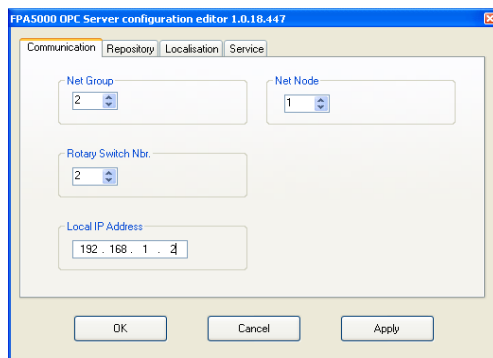 FPA5000 OPC Server configuration editor 1.0.18.447
Communication Repository Localisation Service
Net Group Net Node
2 1
Rotary Switch Nbr.
2
Local IP Address
192 . 168 . 1 . 2
OK Cancel Apply